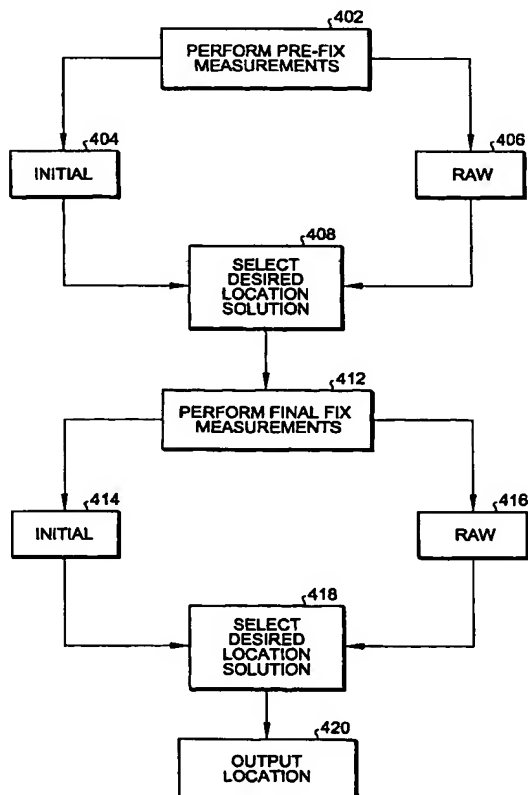 402
PERFORM PRE-FIX
MEASUREMENTS
404
INITIAL
406
RAW
408
SELECT
DESIRED
LOCATION
SOLUTION
412
PERFORM FINAL FIX
MEASUREMENTS
414
INITIAL
416
RAW
418
SELECT
DESIRED
LOCATION
SOLUTION
420
OUTPUT
LOCATION